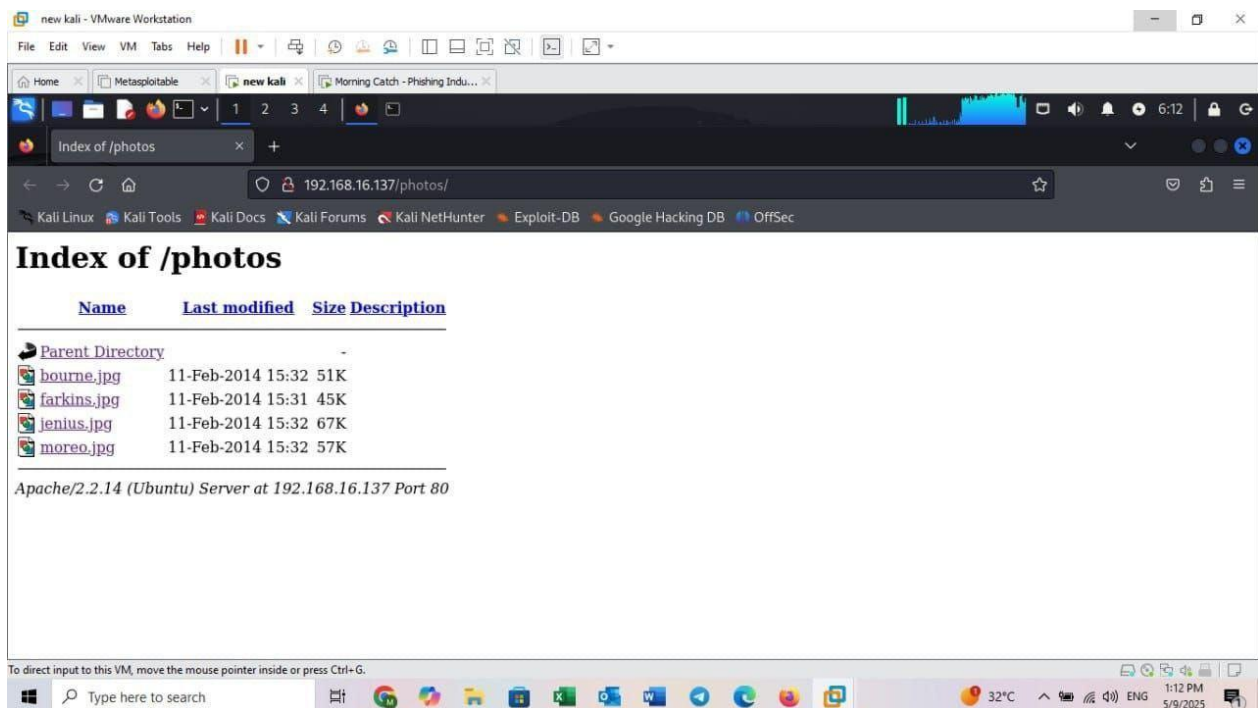 new kali - VMware Workstation
File Edit View VM Tabs Help
Home Metasploitable new kali Morning Catch - Phishing Indu...
1 2 3 4 6:12
Index of /photos
192.168.16.137/photos/
Kali Linux Kali Tools Kali Docs Kali Forums Kali NetHunter Exploit-DB Google Hacking DB OffSec
Index of /photos
Name Last modified Size Description
Parent Directory -
bourne.jpg 11-Feb-2014 15:32 51K
farkins.jpg 11-Feb-2014 15:31 45K
jenius.jpg 11-Feb-2014 15:32 67K
moreo.jpg 11-Feb-2014 15:32 57K
Apache/2.2.14 (Ubuntu) Server at 192.168.16.137 Port 80
To direct input to this VM, move the mouse pointer inside or press Ctrl+G.
Type here to search 32°C ENG 1:12 PM
5/9/2025